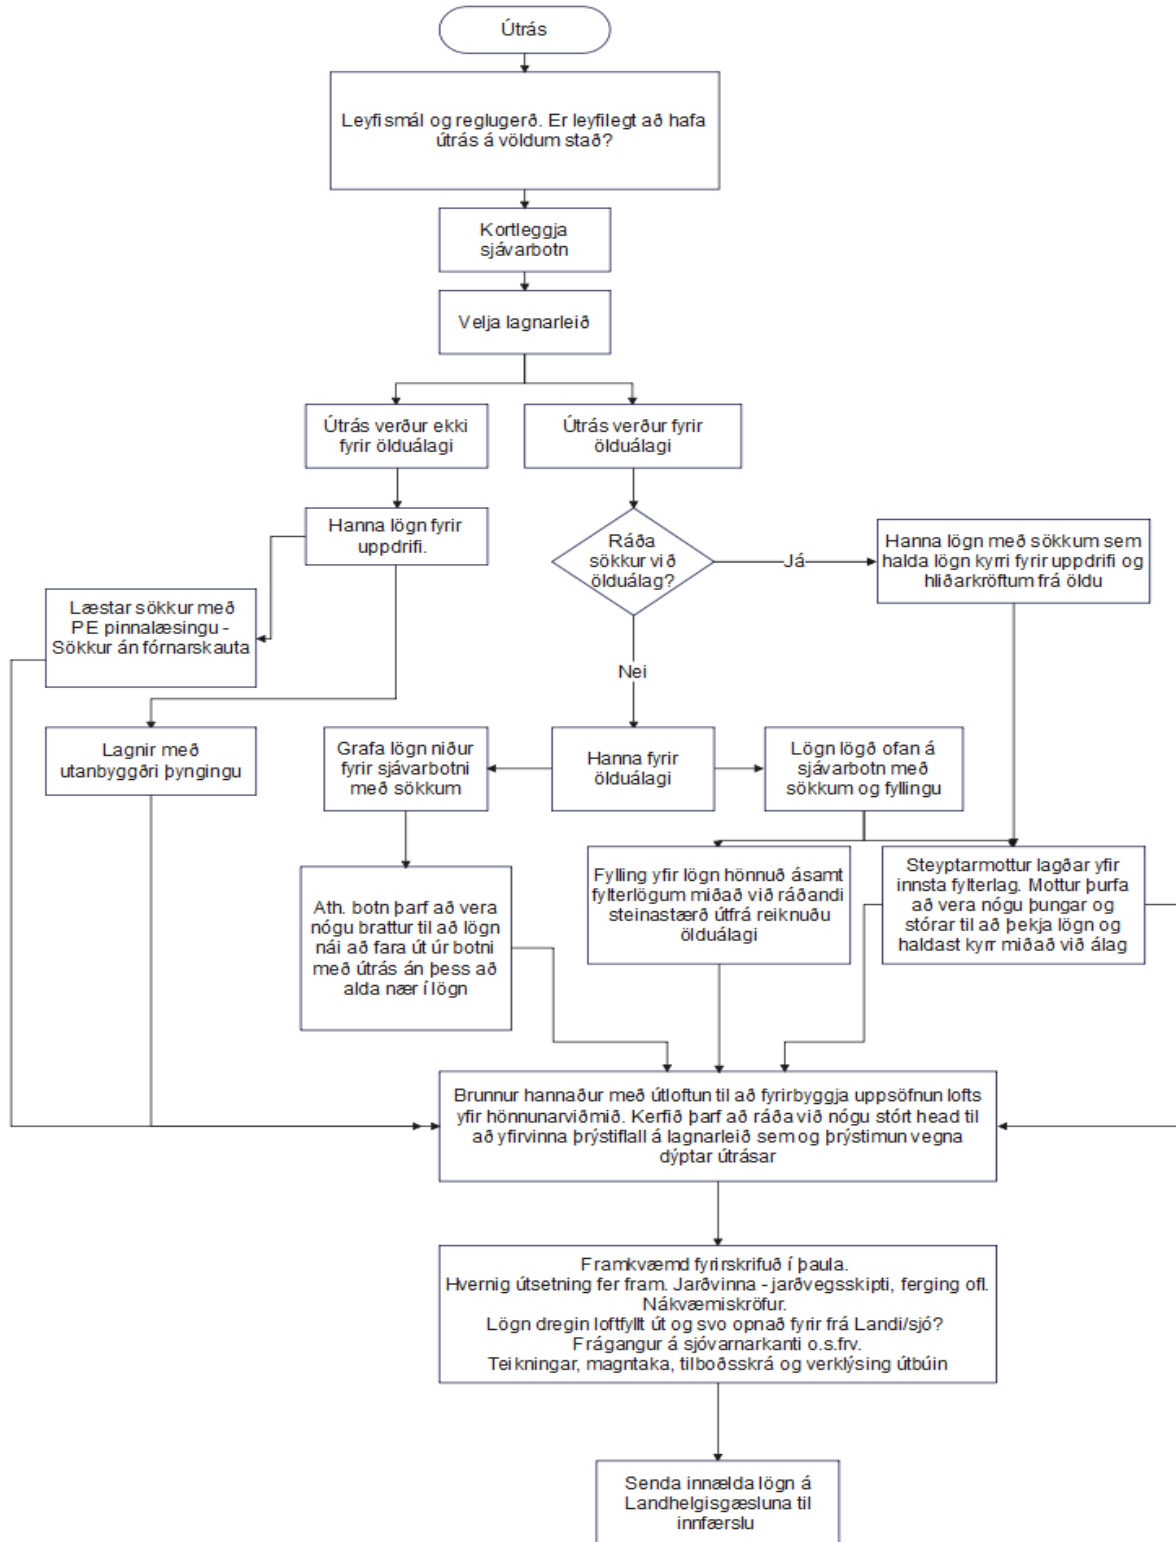 Útrás
Leyfismál og reglugerð. Er leyfilegt að hafa
útrás á völdum stað?
Kortleggja
sjávarbotn
Velja lagnarleið
Útrás verður ekki
fyrir ölduálagi
Útrás verður fyrir
ölduálagi
Hanna lögn fyrir
uppdrifi.
Ráða
sökkur við
ölduálag?
Já
Hanna lögn með sökkum sem
halda lögn kyrri fyrir uppdrifi og
hliðarkröftum frá öldu
Læstar sökkur með
PE pinnalæsingu -
Sökkur án fórnarskauta
Nei
Lagnir með
utanbyggðri þyngingu
Grafa lögn niður
fyrir sjávarbotni
með sökkum
Hanna fyrir
ölduálagi
Lögn lögð ofan á
sjávarbotn með
sökkum og fyllingu
Ath. botn þarf að vera
nógu brattur til að lögn
nái að fara út úr botni
með útrás án þess að
alda nær í lögn
Fylling yfir lögn hönnuð ásamt
fylterlögum miðað við ráðandi
steinastærð útfrá reiknuðu
ölduálagi
Steyptarmottur lagðar yfir
innsta fylterlag. Mottur þurfa
að vera nógu þungar og
stórar til að þekja lögn og
haldast kyrr miðað við álag
Brunnur hannaður með útloftun til að fyrirbyggja uppsöfnun lofts
yfir hönnunarviðmið. Kerfið þarf að ráða við nógu stórt head til
að yfirvinna þrýstiflall á lagnarleið sem og þrýstimun vegna
dýptar útrásar
Framkvæmd fyrirskrifuð í þaula.
Hvernig útsetning fer fram. Jarðvinna - jarðvegsskipti, ferging ofl.
Nákvæmiskröfur.
Lögn dregin loftfyllt út og svo opnað fyrir frá Landi/sjó?
Frágangur á sjóvarnarkanti o.s.frv.
Teikningar, magntaka, tilboðsskrá og verklýsing útbúin
Senda innælda lögn á
Landhelgisgæsluna til
innfærslu